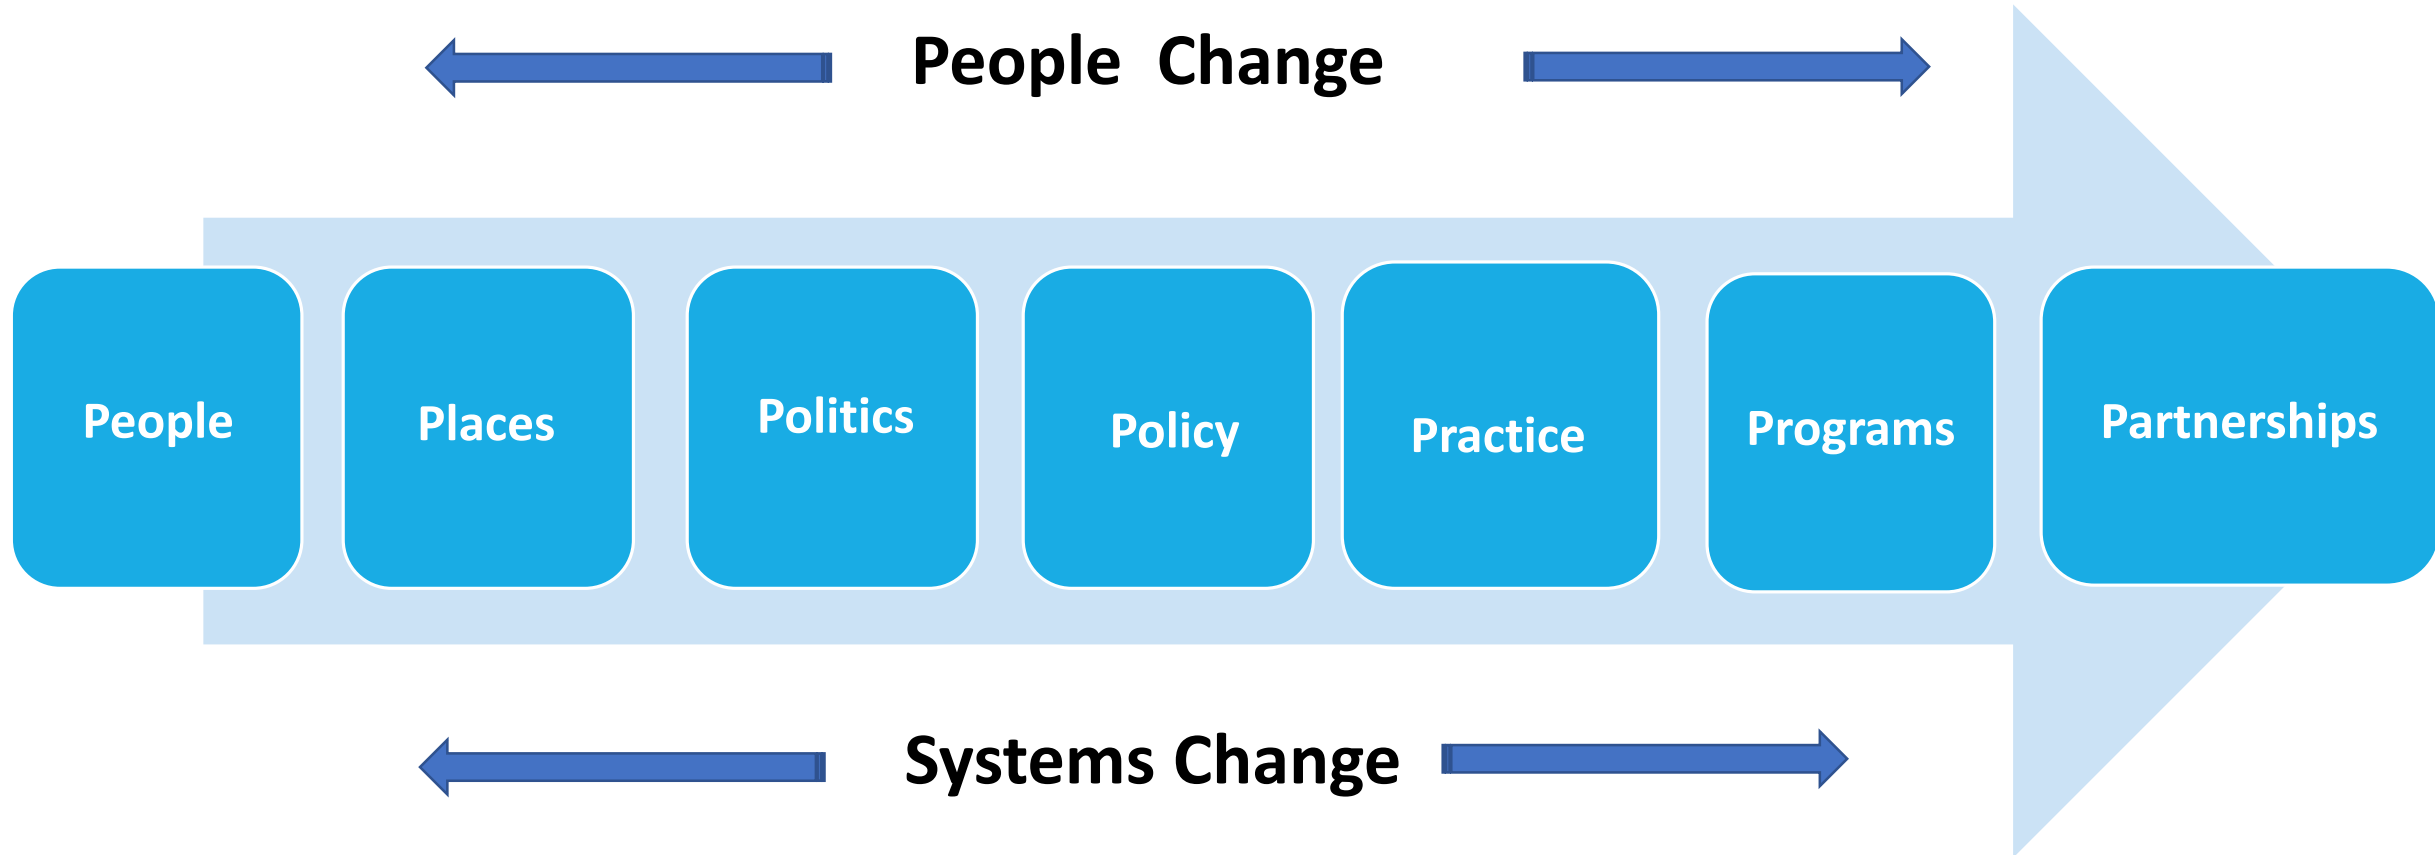 People Change
People
Places
Politics
Policy
Practice
Programs
Partnerships
Systems Change